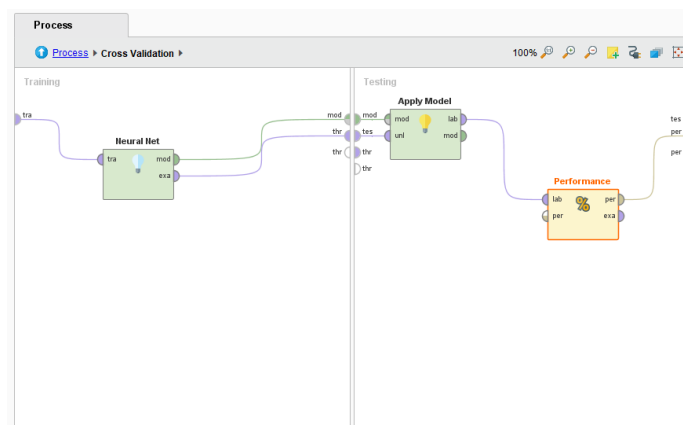 Process
Process ▸ Cross Validation ▸
100%
Training
Testing
tra
Neural Net
tra
mod
exa
mod
thr
thr
mod
tes
thr
thr
Apply Model
mod
unl
lab
mod
Performance
lab
per
per
exa
tes
per
per